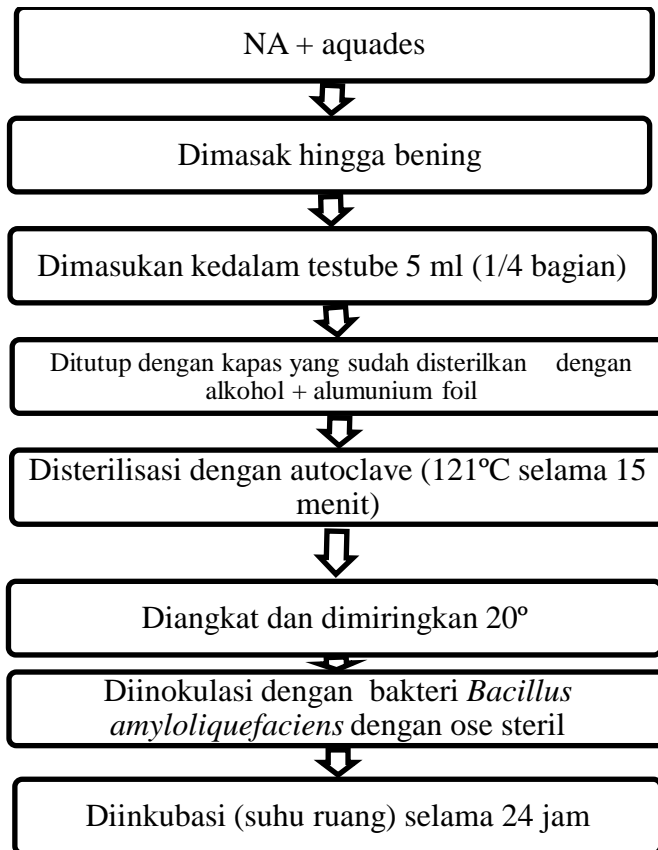 NA + aquades
Dimasak hingga bening
Dimasukan kedalam testube 5 ml (1/4 bagian)
Ditutup dengan kapas yang sudah disterilkan dengan
alkohol + alumunium foil
Disterilisasi dengan autoclave (121ºC selama 15
menit)
Diangkat dan dimiringkan 20º
Diinokulasi dengan bakteri Bacillus
amyloliquefaciens dengan ose steril
Diinkubasi (suhu ruang) selama 24 jam